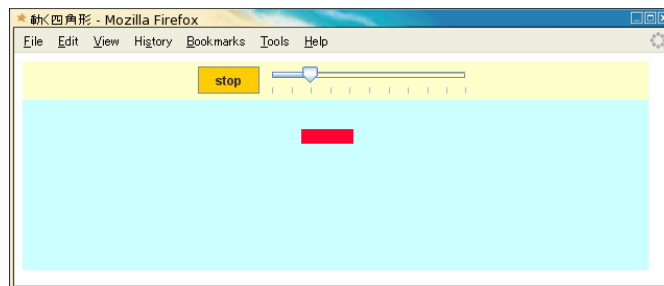 動く四角形 - Mozilla Firefox
File Edit View History Bookmarks Tools Help
stop